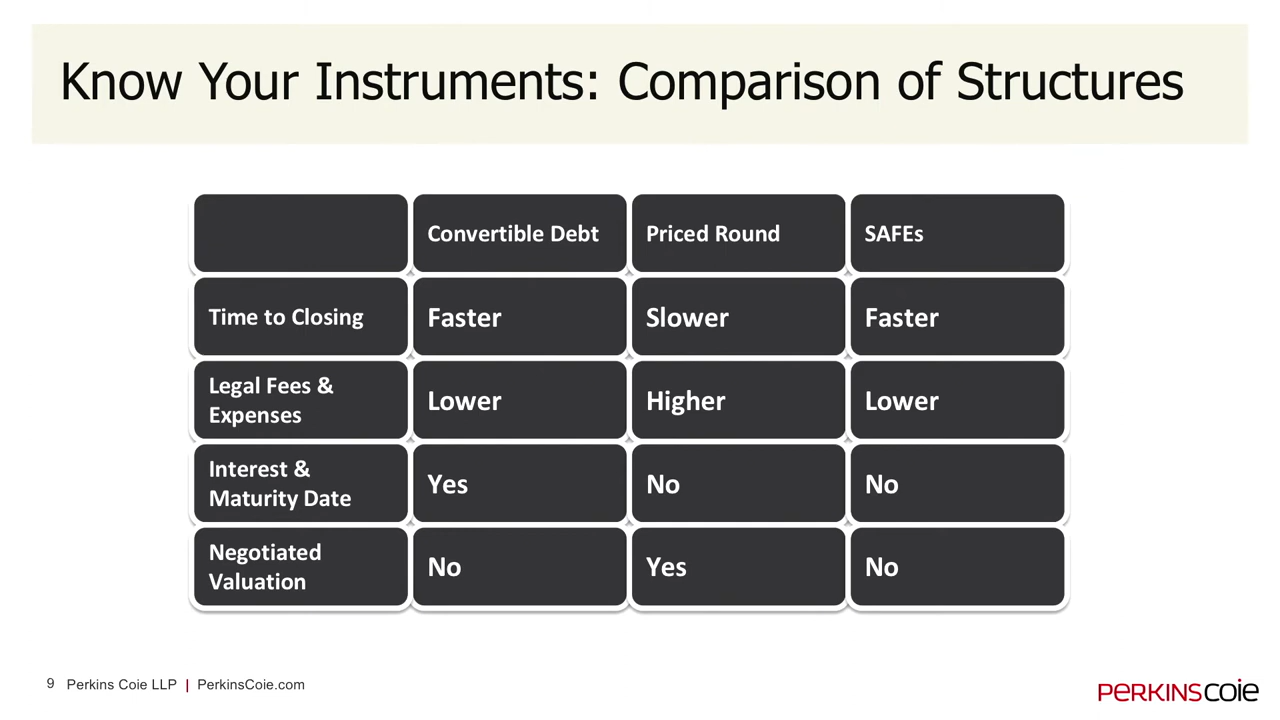 Know Your Instruments: Comparison of Structures
Convertible Debt Priced Round SAFEs
Time to Closing Faster Slower Faster
Legal Fees &
Expenses Lower Higher Lower
Interest &
Maturity Date Yes No No
Negotiated
Valuation No Yes No
9 Perkins Coie LLP | PerkinsCoie.com
PERKINSCOIE